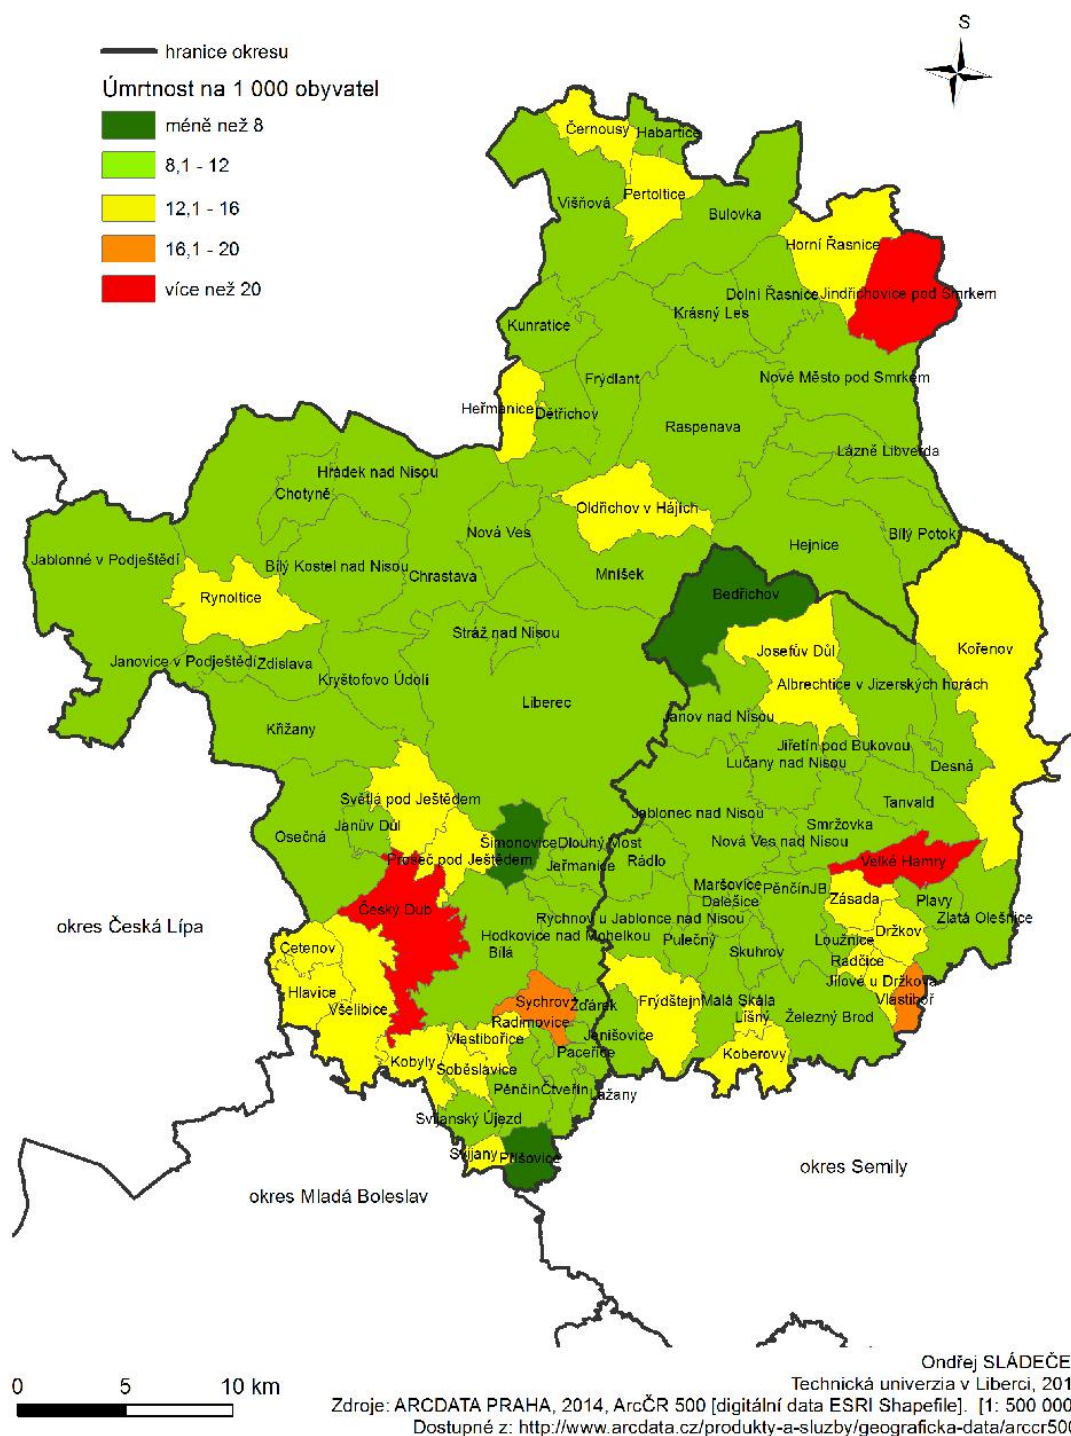 S
hranice okresu
Úmrtnost na 1 000 obyvatel
méně než 8
8,1 - 12
12,1 - 16
16,1 - 20
více než 20
Černousy
Habartice
Pertoltice
Višňová
Bulovka
Horní Řasnice
Dolní Řasnice
Jindřichovice pod Smrkem
Krásný Les
Kunratice
Frýdlant
Nové Město pod Smrkem
Heřmanice
Dětřichov
Raspenava
Lázně Libverda
Hrádek nad Nisou
Chotyně
Oldřichov v Hájích
Nová Ves
Bílý Potok
Hejnice
Jablonné v Podještědí
Bílý Kostel nad Nisou
Chrastava
Mníšek
Rynoltice
Bedřichov
Stráž nad Nisou
Josefův Důl
Kořenov
Janovice v Podještědí
Zdislava
Kryštofovo Údolí
Albrechtice v Jizerských horách
Liberec
Janov nad Nisou
Křižany
Jiřetín pod Bukovou
Lučany nad Nisou
Desná
Světlá pod Ještědem
Tanvald
Jablonec nad Nisou
Smržovka
Osečná
Janův Důl
Šimonovice
Dlouhý Most
Nová Ves nad Nisou
Proseč pod Ještědem
Jeřmanice
Rádlo
Velké Hamry
Maršovice
Pěnčín
JB
Dalešice
Zásada
Plavy
Český Dub
Rychnov u Jablonce nad Nisou
Zlatá Olešnice
okres Česká Lípa
Hodkovice nad Mohelkou
Pulečný
Držkov
Loužnice
Cetenov
Bílá
Skuhrov
Radčice
Jílové u Držkova
Hlavice
Všelibice
Sychrov
Žďárek
Frýdštejn
Malá Skála
Vlastiboř
Líšný
Železný Brod
Radimovice
Vlastibořice
Jenišovice
Paceřice
Koberovy
Kobyly
Soběslavice
Pěnčín
Čtveřín
Lažany
Svijanský Újezd
Svijany
Příšovice
okres Semily
okres Mladá Boleslav
0 5 10 km
Ondřej SLÁDEČE
Technická univerzia v Liberci, 201
Zdroje: ARCDATA PRAHA, 2014, ArcČR 500 [digitální data ESRI Shapefile]. [1: 500 000
Dostupné z: http://www.arcdata.cz/produkty-a-sluzby/geograficka-data/arccr500